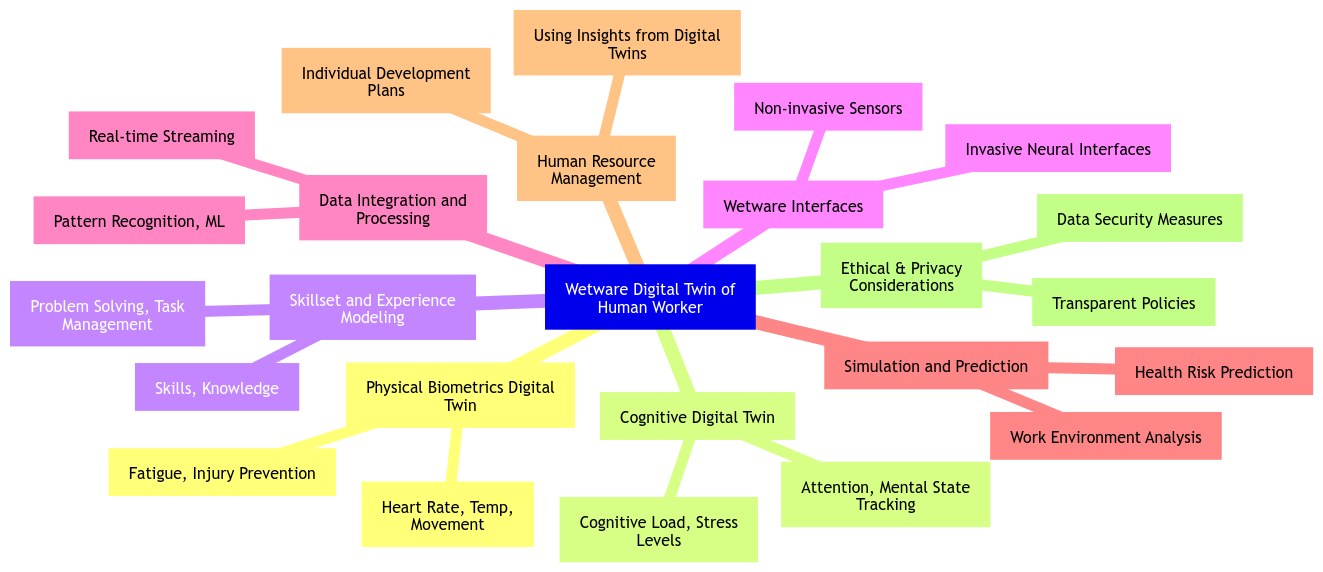 Using Insights from Digital
Twins
Individual Development
Plans
Non-invasive Sensors
Real-time Streaming
Invasive Neural Interfaces
Human Resource
Management
Data Integration and
Processing
Pattern Recognition, ML
Wetware Interfaces
Data Security Measures
Ethical & Privacy
Considerations
Wetware Digital Twin of
Human Worker
Transparent Policies
Skillset and Experience
Modeling
Problem Solving, Task
Management
Simulation and Prediction
Health Risk Prediction
Skills, Knowledge
Physical Biometrics Digital
Twin
Cognitive Digital Twin
Work Environment Analysis
Fatigue, Injury Prevention
Attention, Mental State
Tracking
Heart Rate, Temp,
Movement
Cognitive Load, Stress
Levels